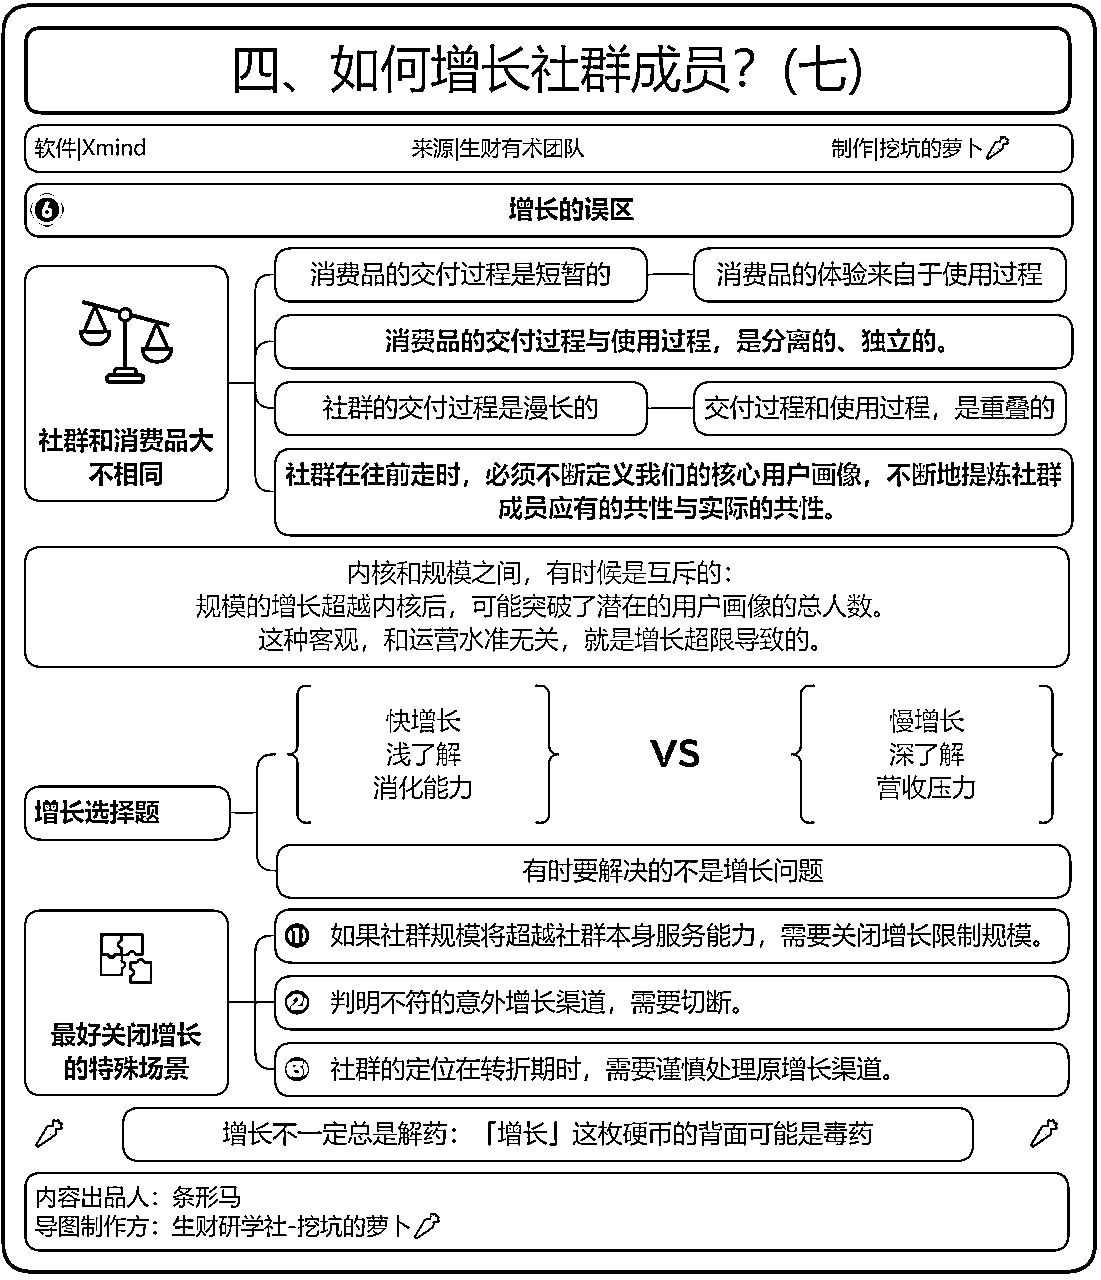 四、如何增长社群成员？(七)
软件|Xmind
来源|生财有术团队
制作|挖坑的萝卜
6
增长的误区
社群和消费品大
不相同
消费品的交付过程是短暂的
消费品的体验来自于使用过程
消费品的交付过程与使用过程，是分离的、独立的。
社群的交付过程是漫长的
交付过程和使用过程，是重叠的
社群在往前走时，必须不断定义我们的核心用户画像，不断地提炼社群
成员应有的共性与实际的共性。
内核和规模之间，有时候是互斥的：
规模的增长超越内核后，可能突破了潜在的用户画像的总人数。
这种客观，和运营水准无关，就是增长超限导致的。
增长选择题
快增长
浅了解
消化能力
VS
慢增长
深了解
营收压力
有时要解决的不是增长问题
最好关闭增长
的特殊场景
① 如果社群规模将超越社群本身服务能力，需要关闭增长限制规模。
② 判明不符的意外增长渠道，需要切断。
③ 社群的定位在转折期时，需要谨慎处理原增长渠道。
增长不一定总是解药：「增长」这枚硬币的背面可能是毒药
内容出品人：条形马
导图制作方：生财研学社-挖坑的萝卜